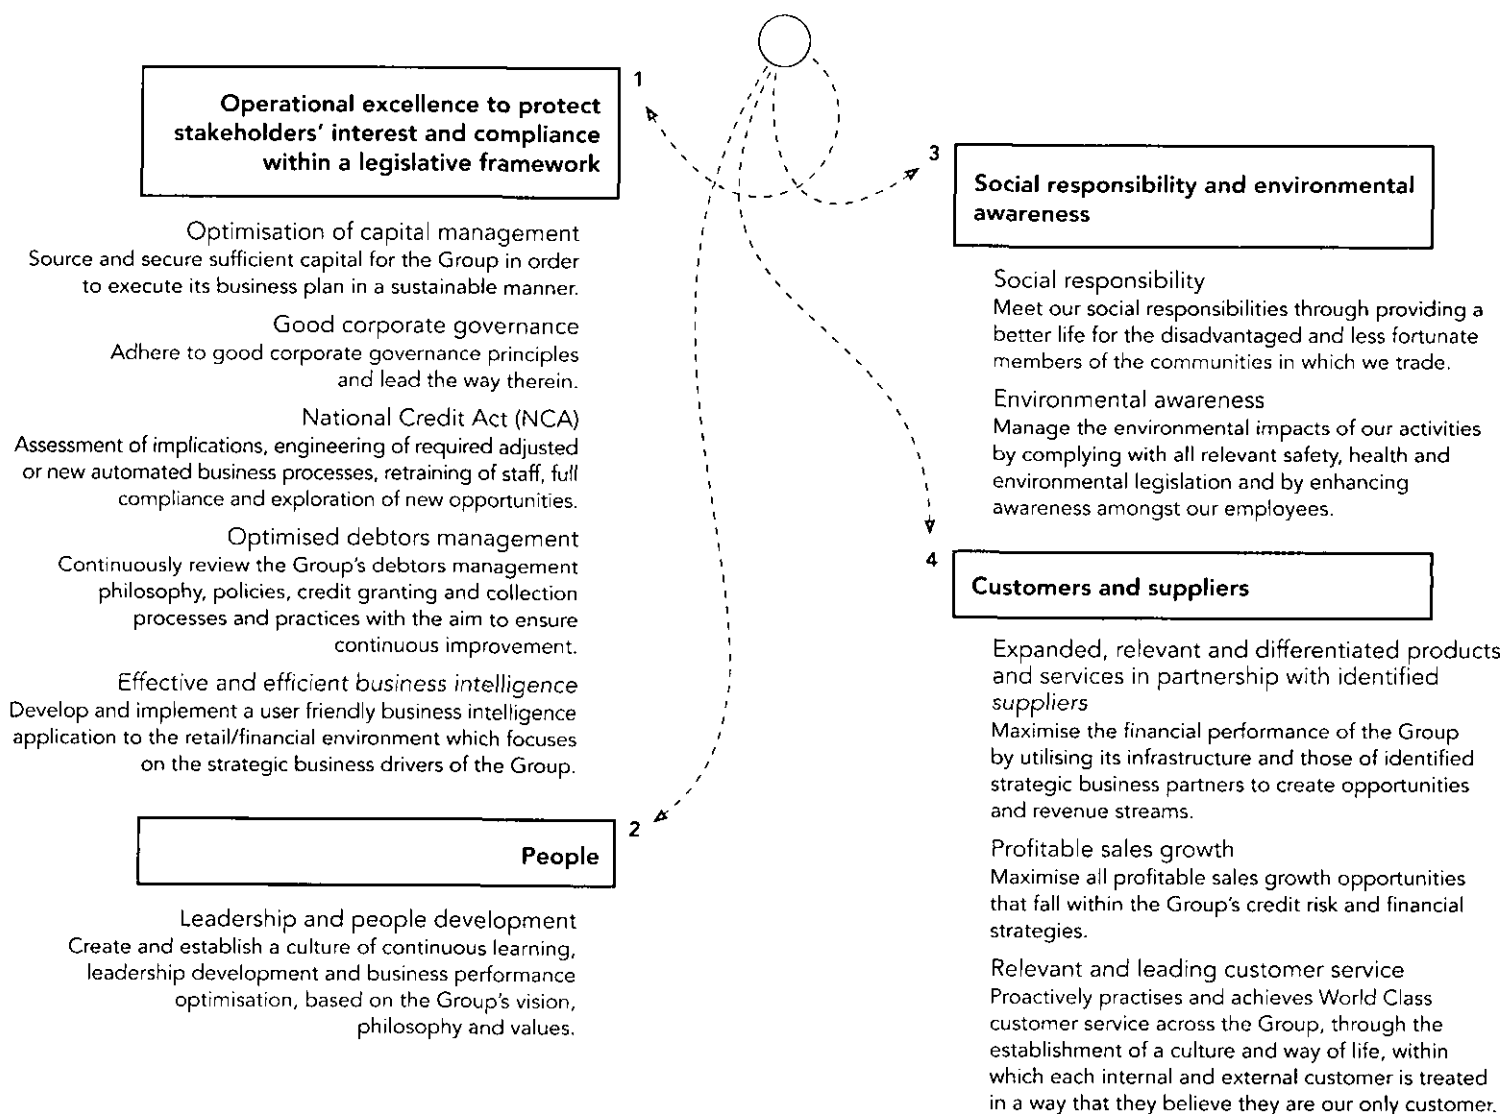 1
Operational excellence to protect
stakeholders' interest and compliance
within a legislative framework
Optimisation of capital management
Source and secure sufficient capital for the Group in order
to execute its business plan in a sustainable manner.
Good corporate governance
Adhere to good corporate governance principles
and lead the way therein.
National Credit Act (NCA)
Assessment of implications, engineering of required adjusted
or new automated business processes, retraining of staff, full
compliance and exploration of new opportunities.
Optimised debtors management
Continuously review the Group's debtors management
philosophy, policies, credit granting and collection
processes and practices with the aim to ensure
continuous improvement.
Effective and efficient business intelligence
Develop and implement a user friendly business intelligence
application to the retail/financial environment which focuses
on the strategic business drivers of the Group.
2
People
Leadership and people development
Create and establish a culture of continuous learning,
leadership development and business performance
optimisation, based on the Group's vision,
philosophy and values.
3
Social responsibility and environmental
awareness
Social responsibility
Meet our social responsibilities through providing a
better life for the disadvantaged and less fortunate
members of the communities in which we trade.
Environmental awareness
Manage the environmental impacts of our activities
by complying with all relevant safety, health and
environmental legislation and by enhancing
awareness amongst our employees.
4
Customers and suppliers
Expanded, relevant and differentiated products
and services in partnership with identified
suppliers
Maximise the financial performance of the Group
by utilising its infrastructure and those of identified
strategic business partners to create opportunities
and revenue streams.
Profitable sales growth
Maximise all profitable sales growth opportunities
that fall within the Group's credit risk and financial
strategies.
Relevant and leading customer service
Proactively practises and achieves World Class
customer service across the Group, through the
establishment of a culture and way of life, within
which each internal and external customer is treated
in a way that they believe they are our only customer.